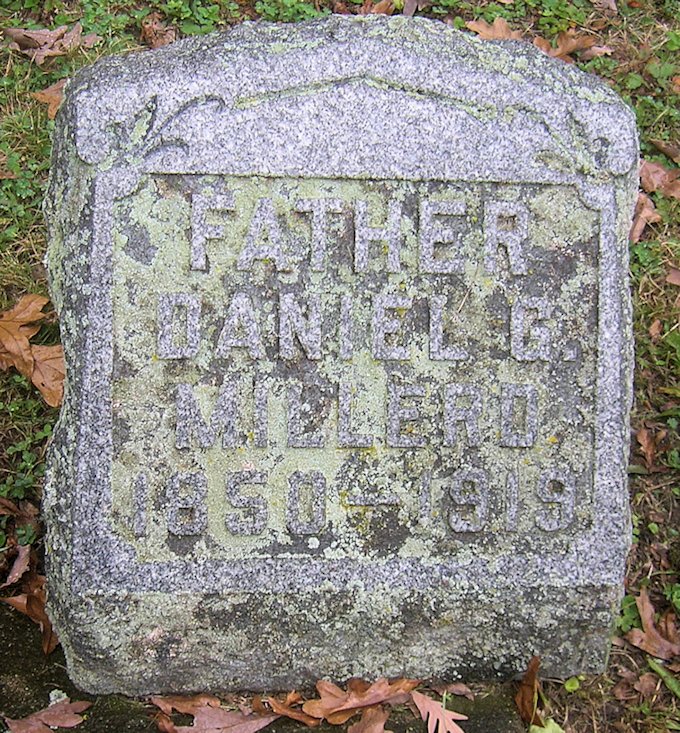 FATHER
DANIEL G.
MILLERD
1850–1919